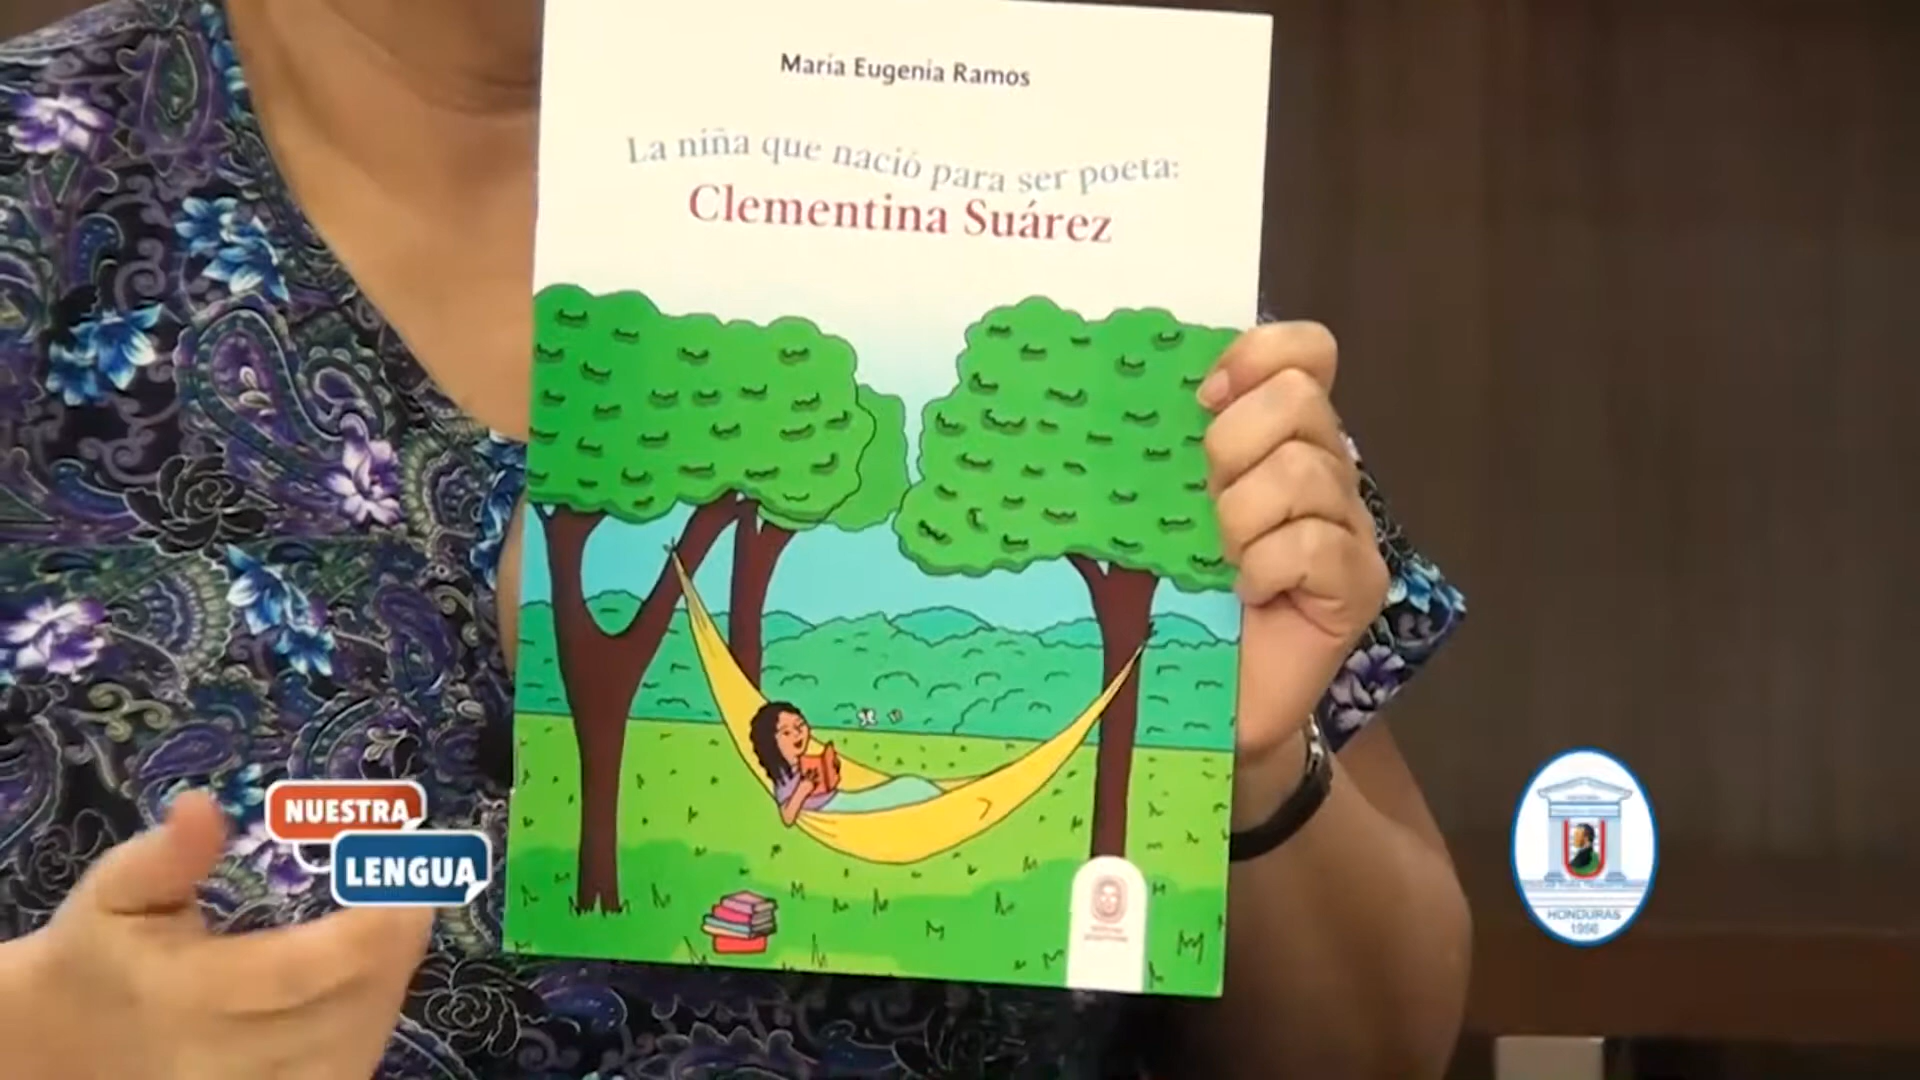 María Eugenia Ramos
La niña que nació para ser poeta:
Clementina Suárez
NUESTRA
LENGUA
HONDURAS
1956